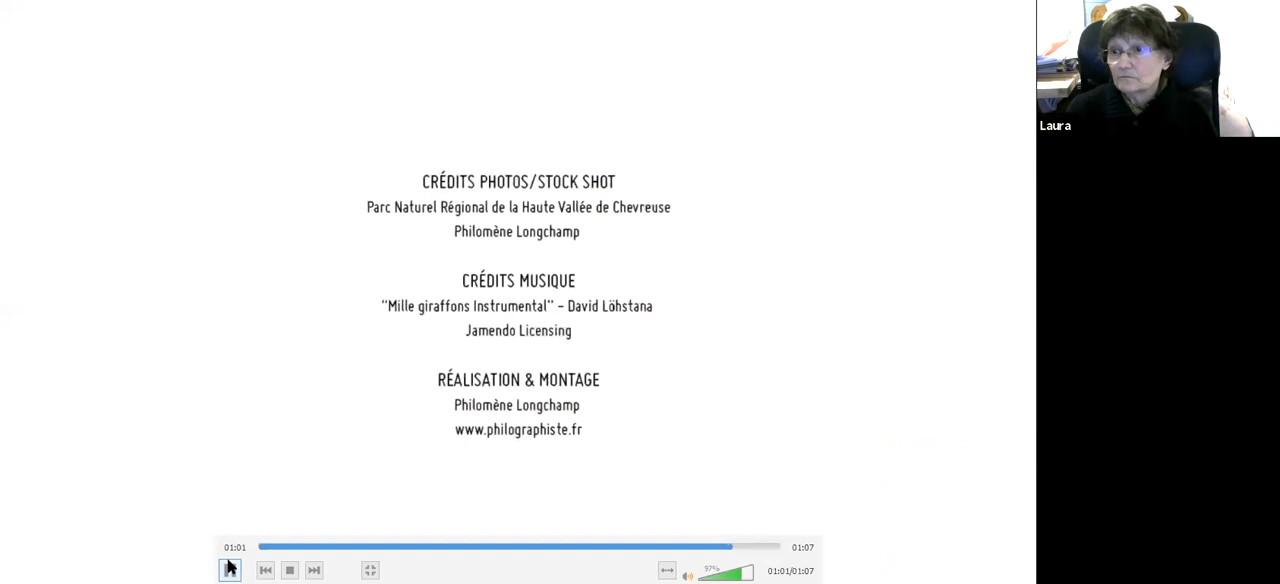 CRÉDITS PHOTOS/STOCK SHOT
Parc Naturel Régional de la Haute Vallée de Chevreuse
Philomène Longchamp
CRÉDITS MUSIQUE
"Mille giraffons Instrumental" - David Löhstana
Jamendo Licensing
RÉALISATION & MONTAGE
Philomène Longchamp
www.philographiste.fr
Laura
01:01
01:07
97%
01:01/01:07